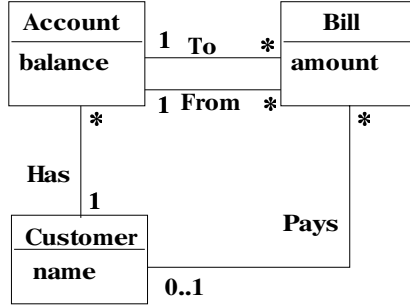 Account
balance
Bill
amount
1 To *
1 From *
*
Has
1
*
Pays
Customer
name
0..1